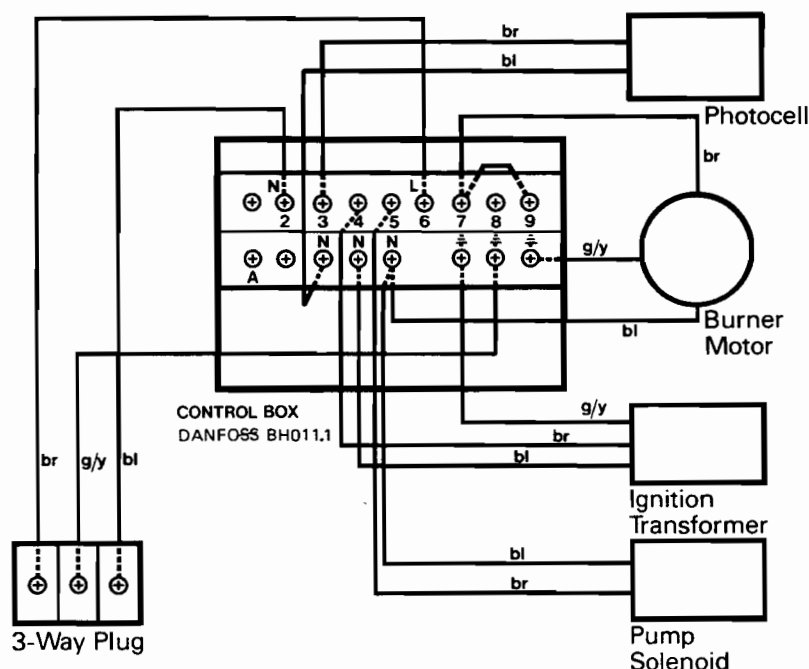 br
bl
Photocell
br
N
L
2 3 4 5 6 7 8 9
N N N
A
g/y
Burner
Motor
bl
CONTROL BOX
DANFOSS BH011.1
g/y
br
bl
Ignition
Transformer
br
g/y
bl
bl
br
3-Way Plug
Pump
Solenoid